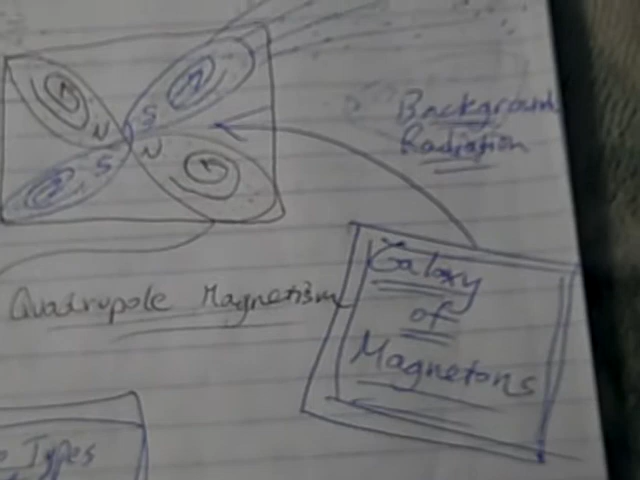 N
S
S
N
Background
Radiation
Quadrupole Magnetism
Galaxy
of
Magnetons
Types